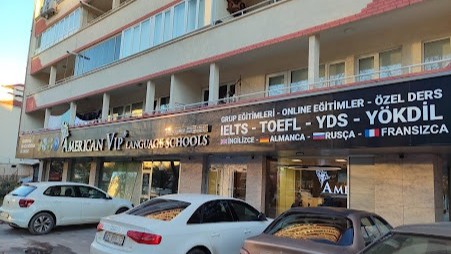 AMERICAN VIP LANGUAGE SCHOOLS
GRUP EĞİTİMLERİ - ONLINE EĞİTİMLER - ÖZEL DERS
IELTS - TOEFL - YDS - YÖKDİL
İNGİLİZCE - ALMANCA - RUSÇA - FRANSIZCA